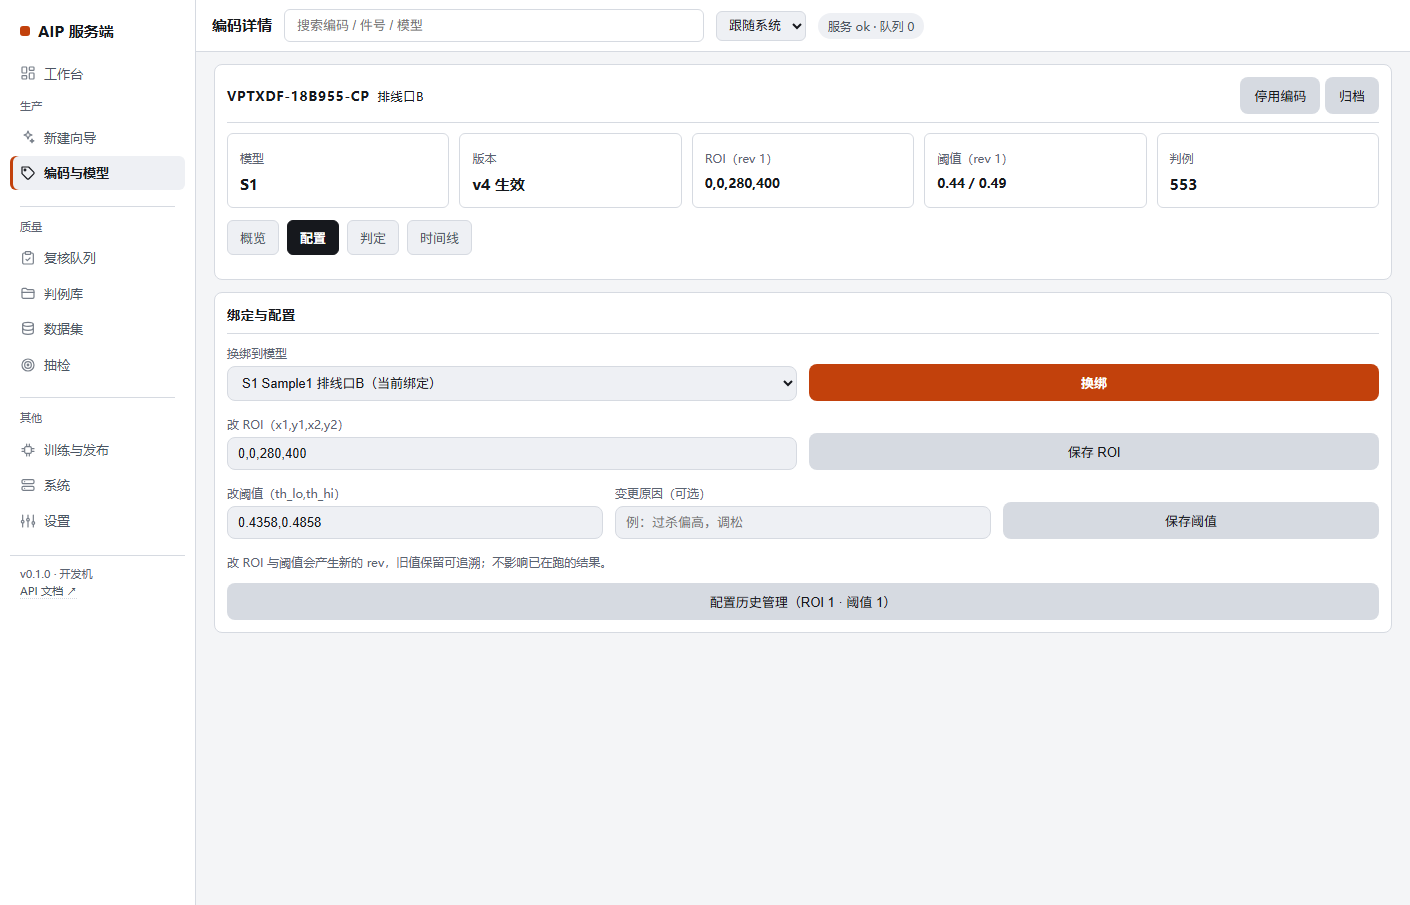 AIP 服务端
工作台
生产
新建向导
编码与模型
质量
复核队列
判例库
数据集
抽检
其他
训练与发布
系统
设置
v0.1.0 · 开发机
API 文档 ↗
编码详情
搜索编码 / 件号 / 模型
跟随系统
服务 ok · 队列 0
VPTXDF-18B955-CP 排线口B
停用编码
归档
模型
S1
版本
v4 生效
ROI（rev 1）
0,0,280,400
阈值（rev 1）
0.44 / 0.49
判例
553
概览
配置
判定
时间线
绑定与配置
换绑到模型
S1 Sample1 排线口B（当前绑定）
换绑
改 ROI（x1,y1,x2,y2）
0,0,280,400
保存 ROI
改阈值（th_lo,th_hi）
0.4358,0.4858
变更原因（可选）
例：过杀偏高，调松
保存阈值
改 ROI 与阈值会产生新的 rev，旧值保留可追溯；不影响已在跑的结果。
配置历史管理（ROI 1 · 阈值 1）